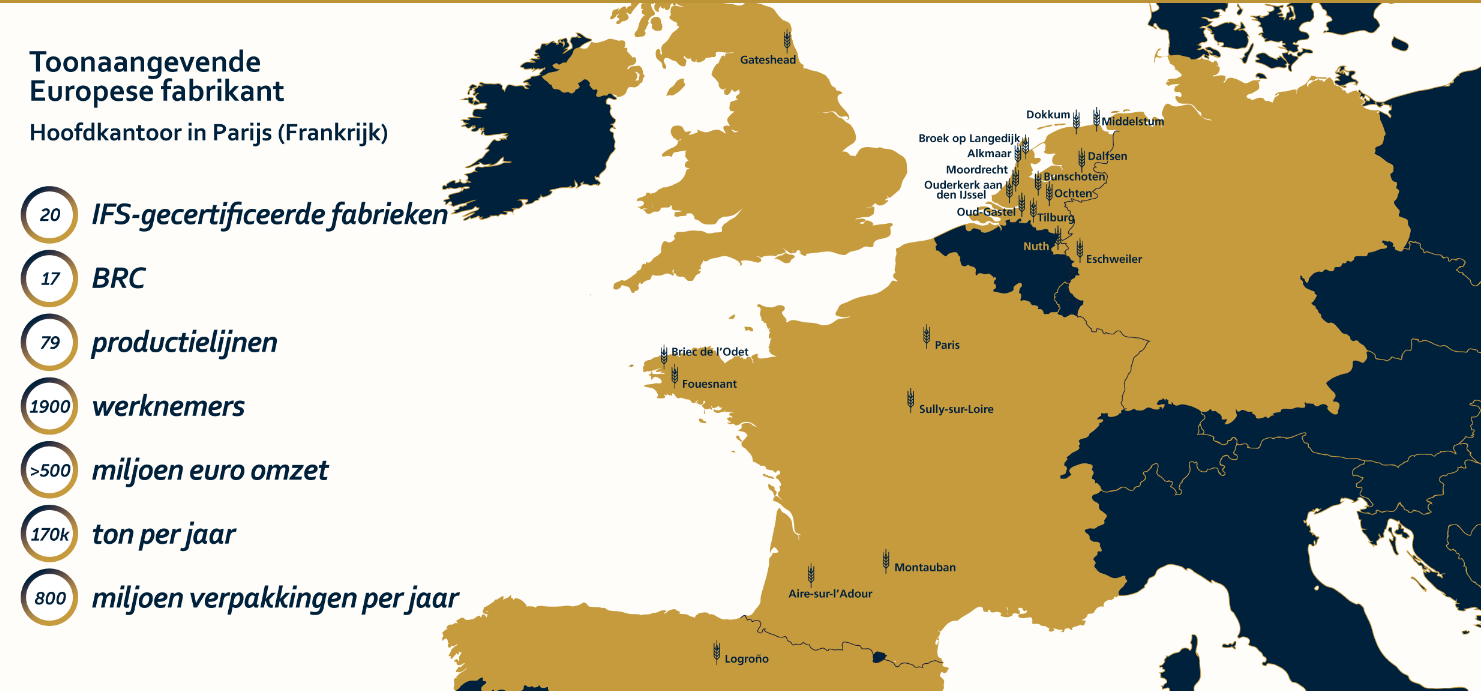 Toonaangevende
Europese fabrikant
Hoofdkantoor in Parijs (Frankrijk)
20 IFS-gecertificeerde fabrieken
17 BRC
79 productielijnen
1900 werknemers
>500 miljoen euro omzet
170k ton per jaar
800 miljoen verpakkingen per jaar
Gateshead
Dokkum
Middelstum
Broek op Langedijk
Alkmaar
Dalfsen
Moordrecht
Bunschoten
Ouderkerk aan
den IJssel
Ochten
Oud-Gastel
Tilburg
Nuth
Eschweiler
Paris
Briec de l'Odet
Fouesnant
Sully-sur-Loire
Montauban
Aire-sur-l'Adour
Logroño